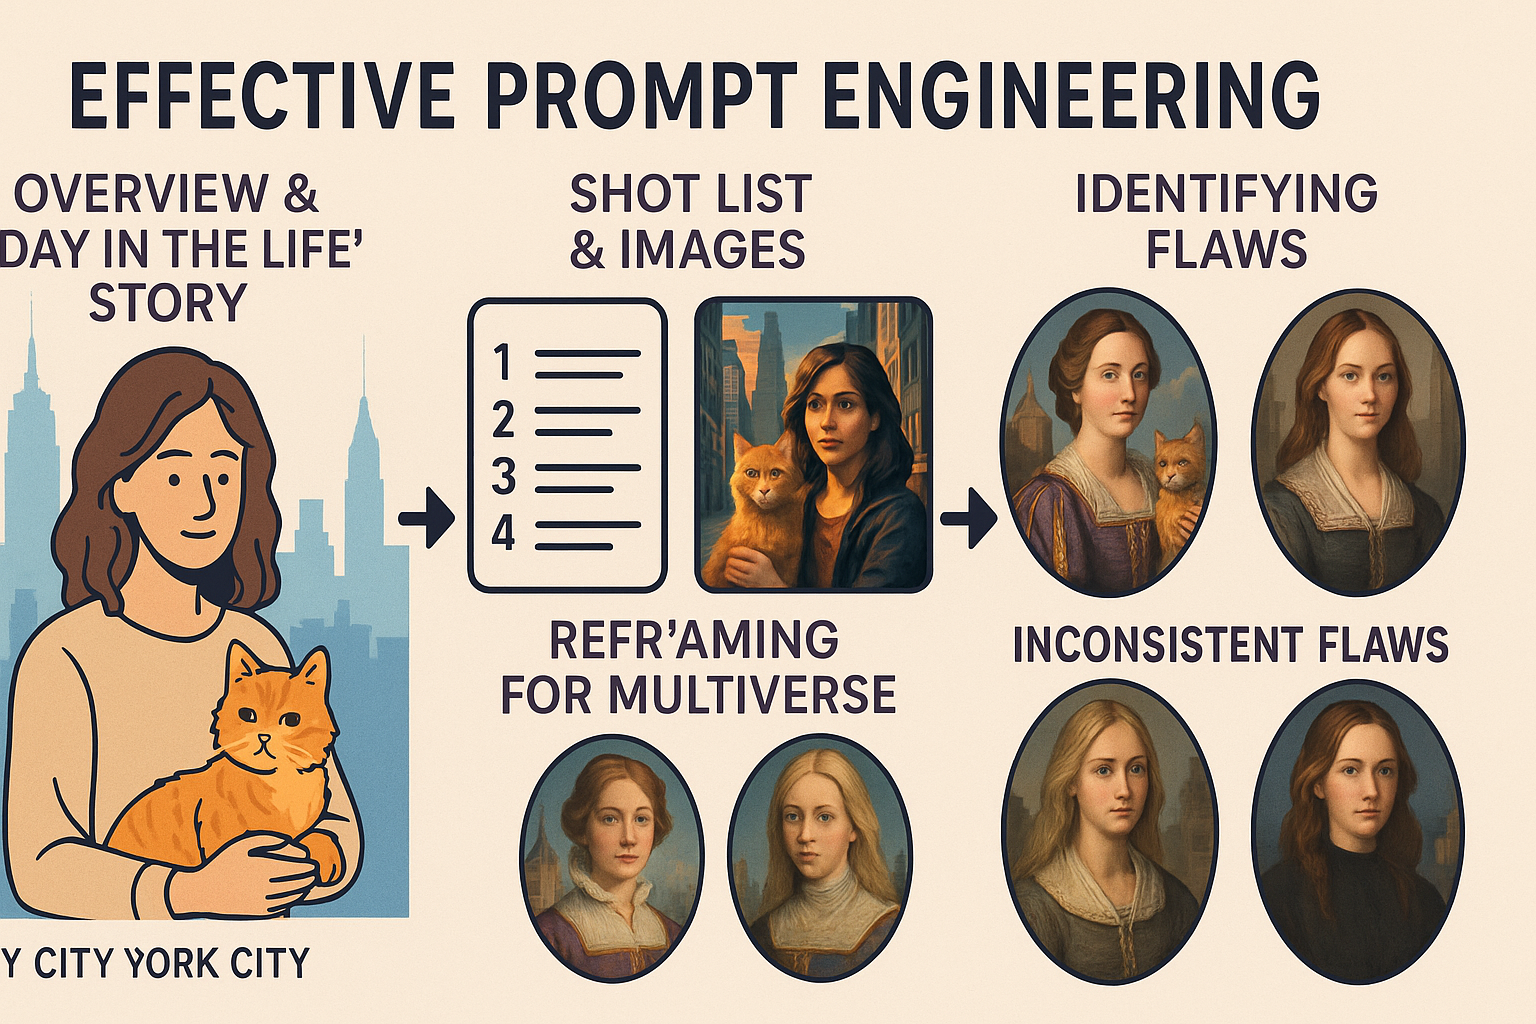 EFFECTIVE PROMPT ENGINEERING
OVERVIEW &
DAY IN THE LIFE’
STORY
Y CITY YORK CITY
SHOT LIST
& IMAGES
1
2
3
4
REFR’AMING
FOR MULTIVERSE
IDENTIFYING
FLAWS
INCONSISTENT FLAWS